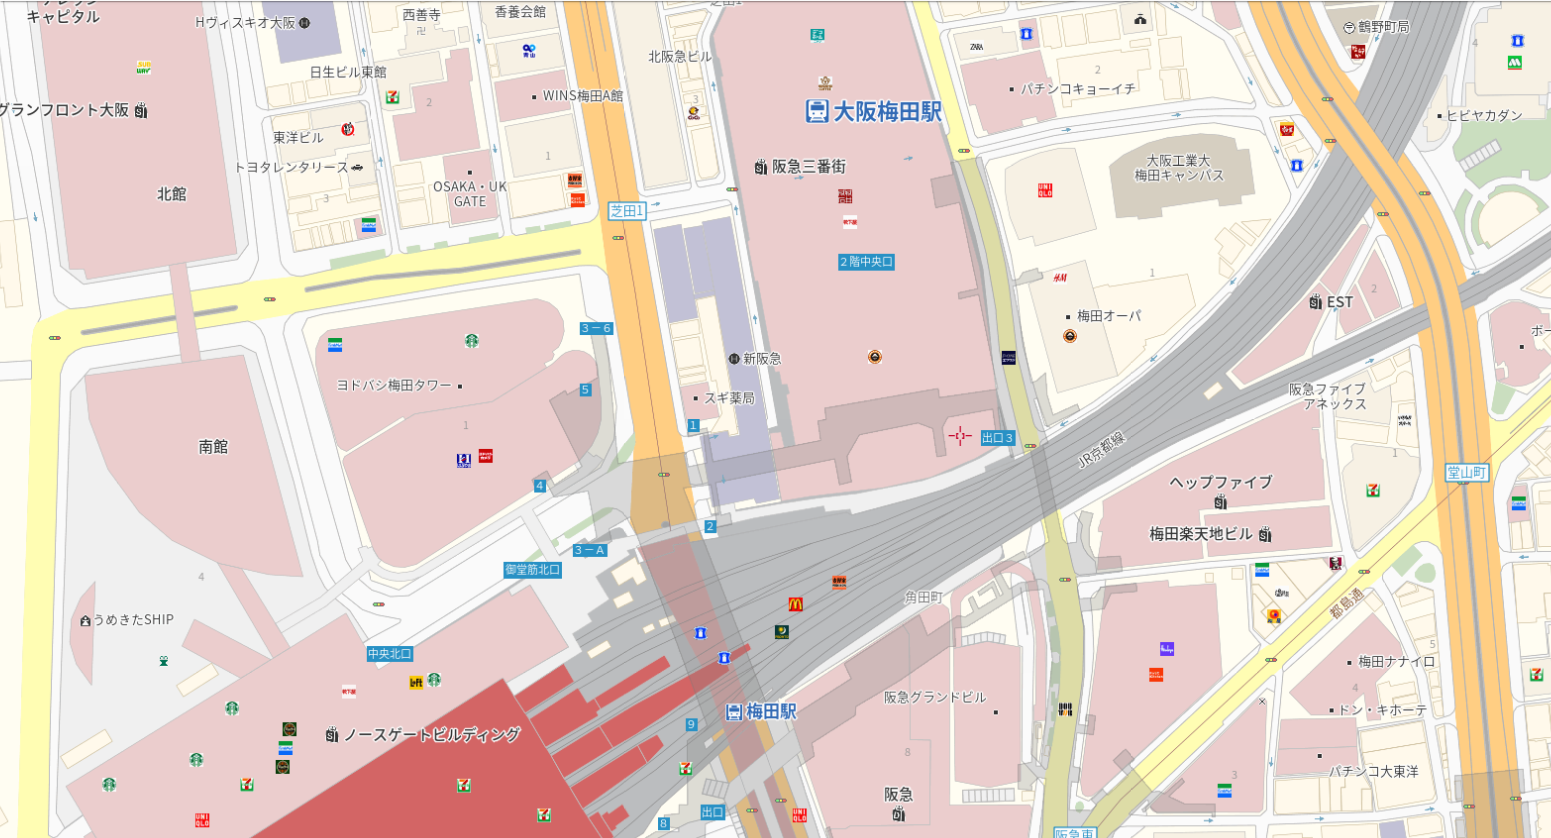 キャピタル
Hヴィスキオ大阪
西善寺
香養会館
日生ビル東館
北阪急ビル
グランフロント大阪
東洋ビル
WINS梅田A館
トヨタレンタリース
OSAKA・UK
GATE
北館
芝田1
大阪梅田駅
阪急三番街
2階中央口
ZARA
パチンコキョーイチ
大阪工業大
梅田キャンパス
UNI
QLO
H&M
梅田オーパ
鶴野町局
ヒビヤカダン
EST
阪急ファイブ
アネックス
ヨドバシ梅田タワー
3-6
5
新阪急
スギ薬局
1
出口3
JR京都線
南館
4
2
3-A
御堂筋北口
ヘップファイブ
梅田楽天地ビル
堂山町
角田町
うめきたSHIP
中央北口
Loft
ノースゲートビルディング
梅田駅
9
8
出口
阪急グランドビル
阪急
都島通
梅田ナナイロ
ドン・キホーテ
パチンコ大東洋
阪急東
UNI
QLO